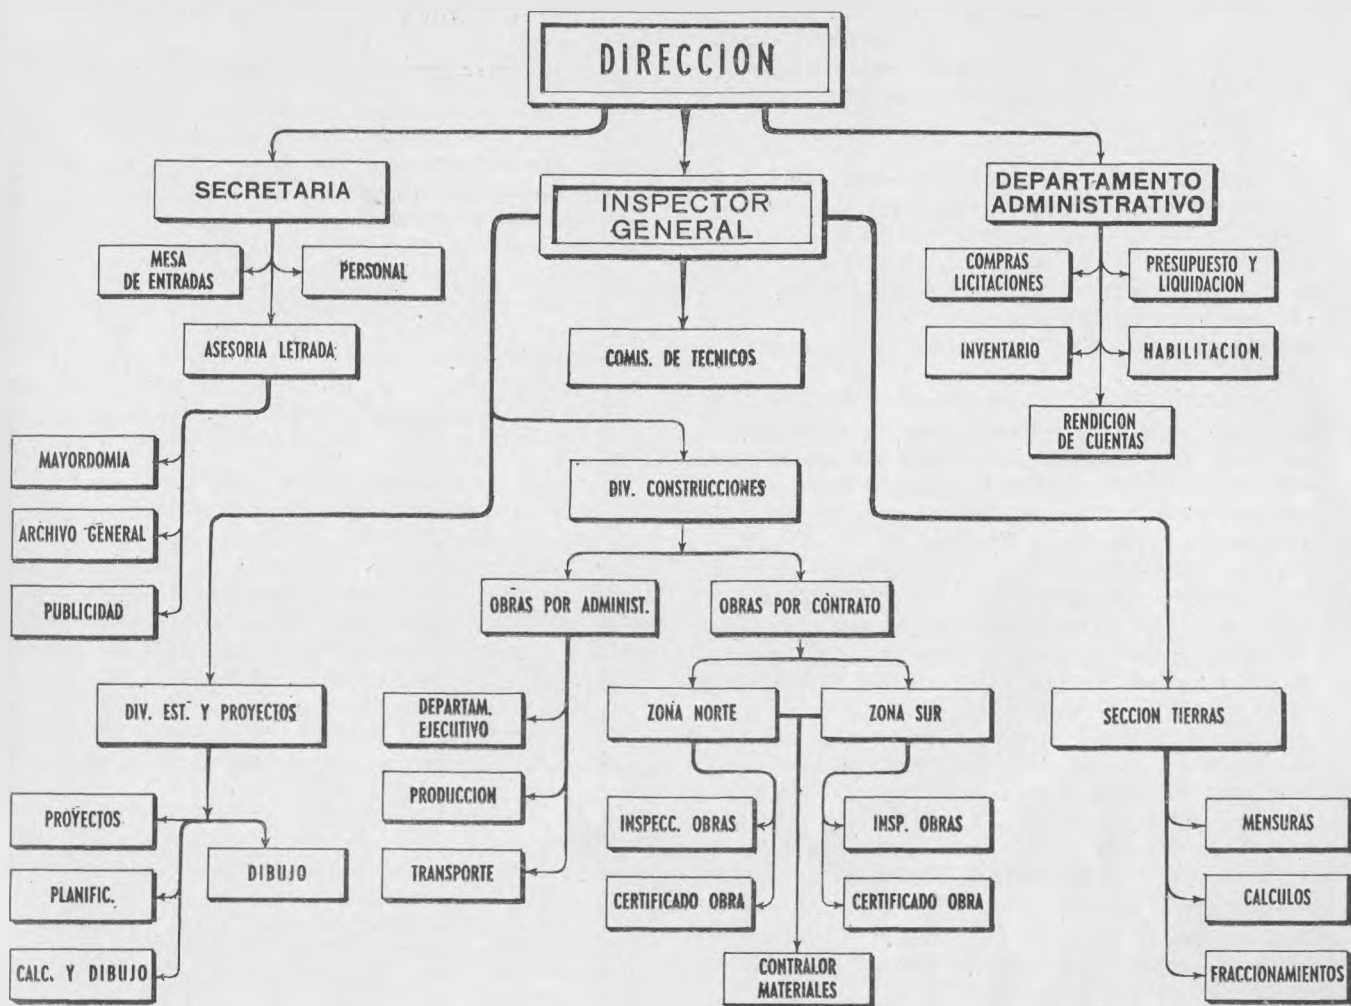 DIRECCION
SECRETARIA
INSPECTOR
GENERAL
DEPARTAMENTO
ADMINISTRATIVO
MESA
DE ENTRADAS
PERSONAL
COMPRAS
LICITACIONES
PRESUPUESTO Y
LIQUIDACION
ASESORIA LETRADA
COMIS. DE TECNICOS
INVENTARIO
HABILITACION
RENDICION
DE CUENTAS
MAYORDOMIA
DIV. CONSTRUCCIONES
ARCHIVO GENERAL
PUBLICIDAD
OBRAS POR ADMINIST.
OBRAS POR CONTRATO
DIV. EST. Y PROYECTOS
DEPARTAM.
EJECUTIVO
ZONA NORTE
ZONA SUR
SECCION TIERRAS
PRODUCCION
PROYECTOS
INSPECC. OBRAS
INSP. OBRAS
MENSURAS
DIBUJO
TRANSPORTE
PLANIFIC.
CERTIFICADO OBRA
CERTIFICADO OBRA
CALCULOS
CALC. Y DIBUJO
CONTRALOR
MATERIALES
FRACCIONAMIENTOS